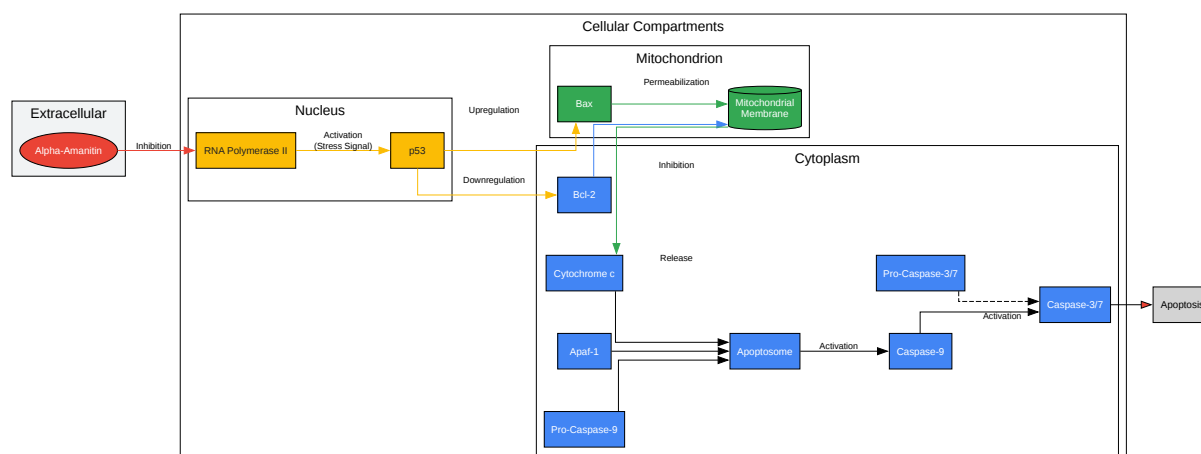 Cellular Compartments
Mitochondrion
Permeabilization
Bax
Mitochondrial
Membrane
Extracellular
Alpha-Amanitin
Inhibition
Nucleus
RNA Polymerase II
Activation
(Stress Signal)
p53
Upregulation
Downregulation
Cytoplasm
Inhibition
Bcl-2
Release
Cytochrome c
Pro-Caspase-3/7
Caspase-3/7
Apoptosis
Activation
Apaf-1
Apoptosome
Activation
Caspase-9
Pro-Caspase-9